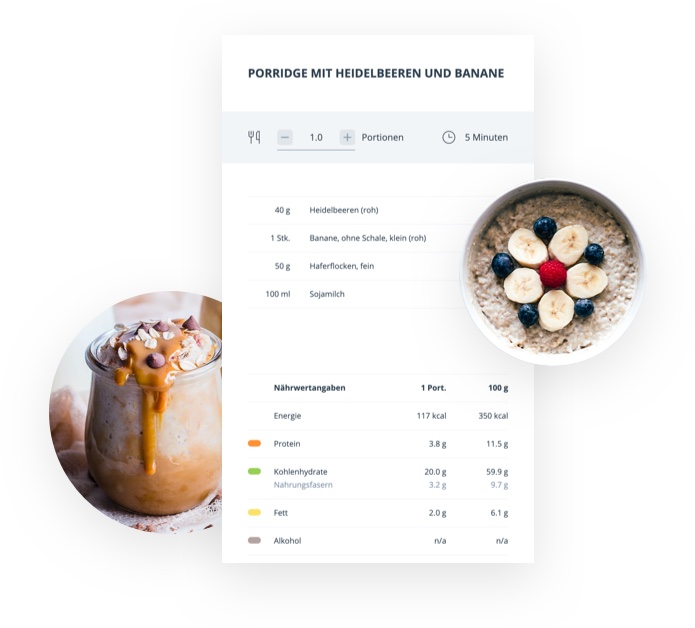 PORRIDGE MIT HEIDELBEEREN UND BANANE
− 1.0 + Portionen 5 Minuten
40 g Heidelbeeren (roh)
1 Stk. Banane, ohne Schale, klein (roh)
50 g Haferflocken, fein
100 ml Sojamilch
Nährwertangaben 1 Port. 100 g
Energie 117 kcal 350 kcal
Protein 3.8 g 11.5 g
Kohlenhydrate 20.0 g 59.9 g
Nahrungsfasern 3.2 g 9.7 g
Fett 2.0 g 6.1 g
Alkohol n/a n/a